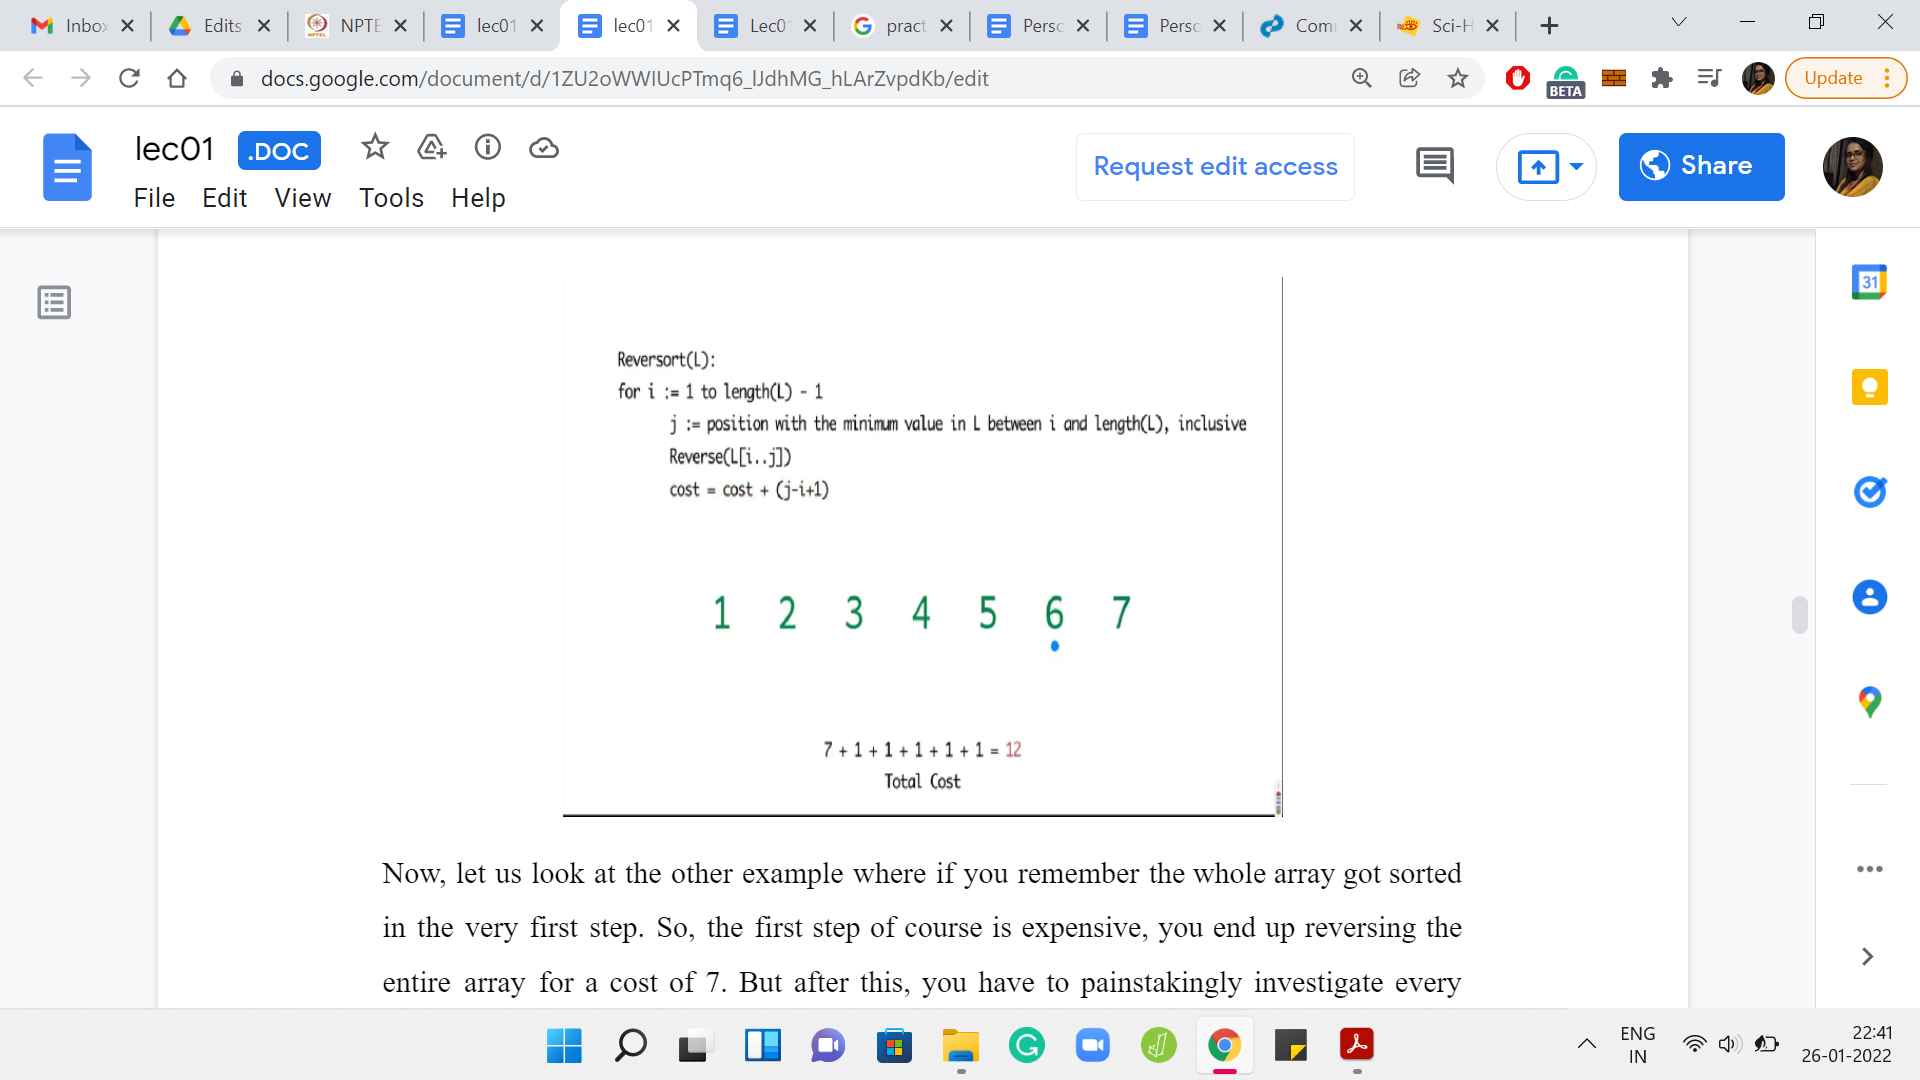 Inbox
Edits
NPTE
lec01
lec01
Lec01
pract
Perso
Perso
Com
Sci-H
docs.google.com/document/d/1ZU2oWWIUcPTmq6_lJdhMG_hLArZvpdKb/edit
BETA
Update
lec01
.DOC
Request edit access
Share
File Edit View Tools Help
31
Reversort(L):
for i := 1 to length(L) - 1
j := position with the minimum value in L between i and length(L), inclusive
Reverse(L[i..j])
cost = cost + (j-i+1)
1 2 3 4 5 6 7
7 + 1 + 1 + 1 + 1 + 1 = 12
Total Cost
Now, let us look at the other example where if you remember the whole array got sorted
in the very first step. So, the first step of course is expensive, you end up reversing the
entire array for a cost of 7. But after this, you have to painstakingly investigate every
ENG
IN
22:41
26-01-2022